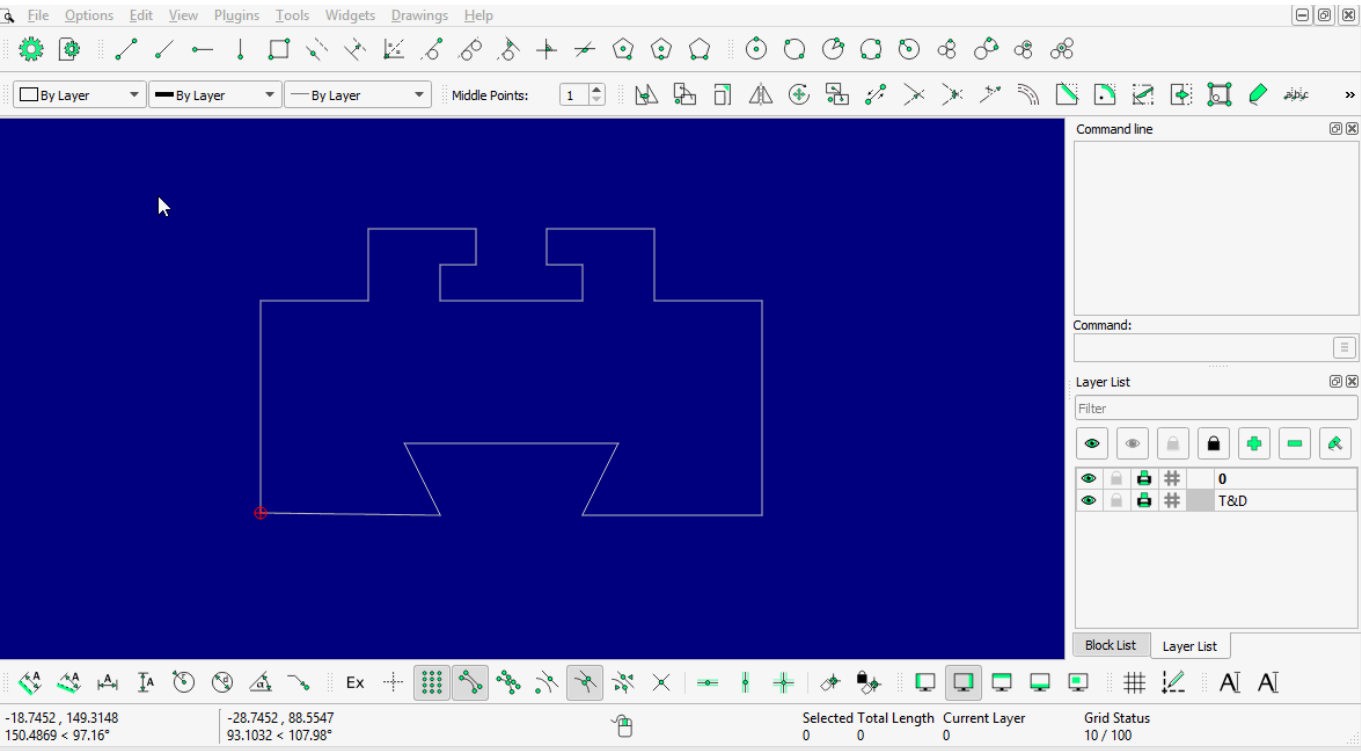 File Options Edit View Plugins Tools Widgets Drawings Help
By Layer By Layer By Layer Middle Points: 1 »
Command line
Command:
Layer List
Filter
0
T&D
Block List Layer List
Ex
-18.7452 , 149.3148 -28.7452 , 88.5547 Selected Total Length Current Layer Grid Status
150.4869 < 97.16° 93.1032 < 107.98° 0 0 0 10 / 100